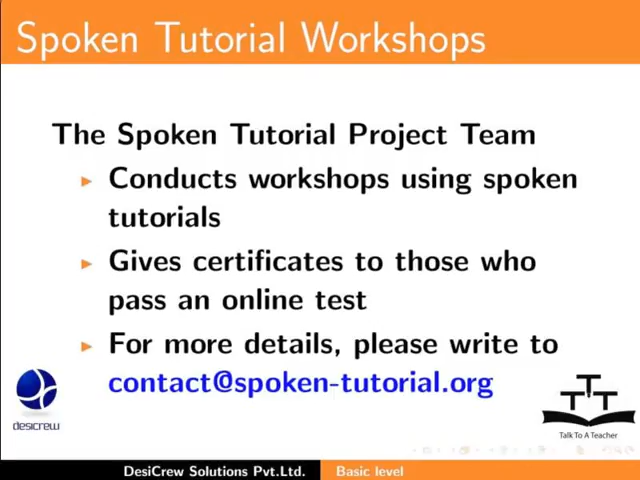 Spoken Tutorial Workshops
The Spoken Tutorial Project Team
Conducts workshops using spoken
tutorials
Gives certificates to those who
pass an online test
For more details, please write to
contact@spoken-tutorial.org
desicrew
TTT
Talk To A Teacher
DesiCrew Solutions Pvt.Ltd.
Basic level